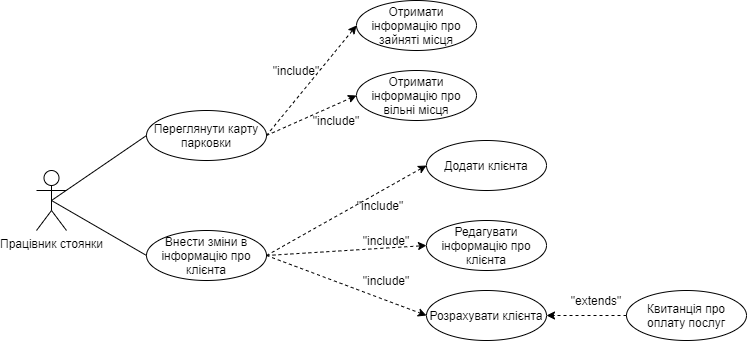 Отримати
інформацію про
зайняті місця
"include"
Отримати
інформацію про
вільні місця
"include"
Переглянути карту
парковки
Додати клієнта
"include"
Працівник стоянки
Внести зміни в
інформацію про
клієнта
"include"
Редагувати
інформацію про
клієнта
"include"
Розрахувати клієнта
"extends"
Квитанція про
оплату послуг